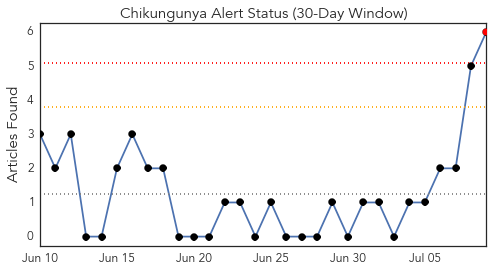 Chikungunya Alert Status (30-Day Window)
Articles Found
6
5
4
3
2
1
0
Jun 10
Jun 15
Jun 20
Jun 25
Jun 30
Jul 05